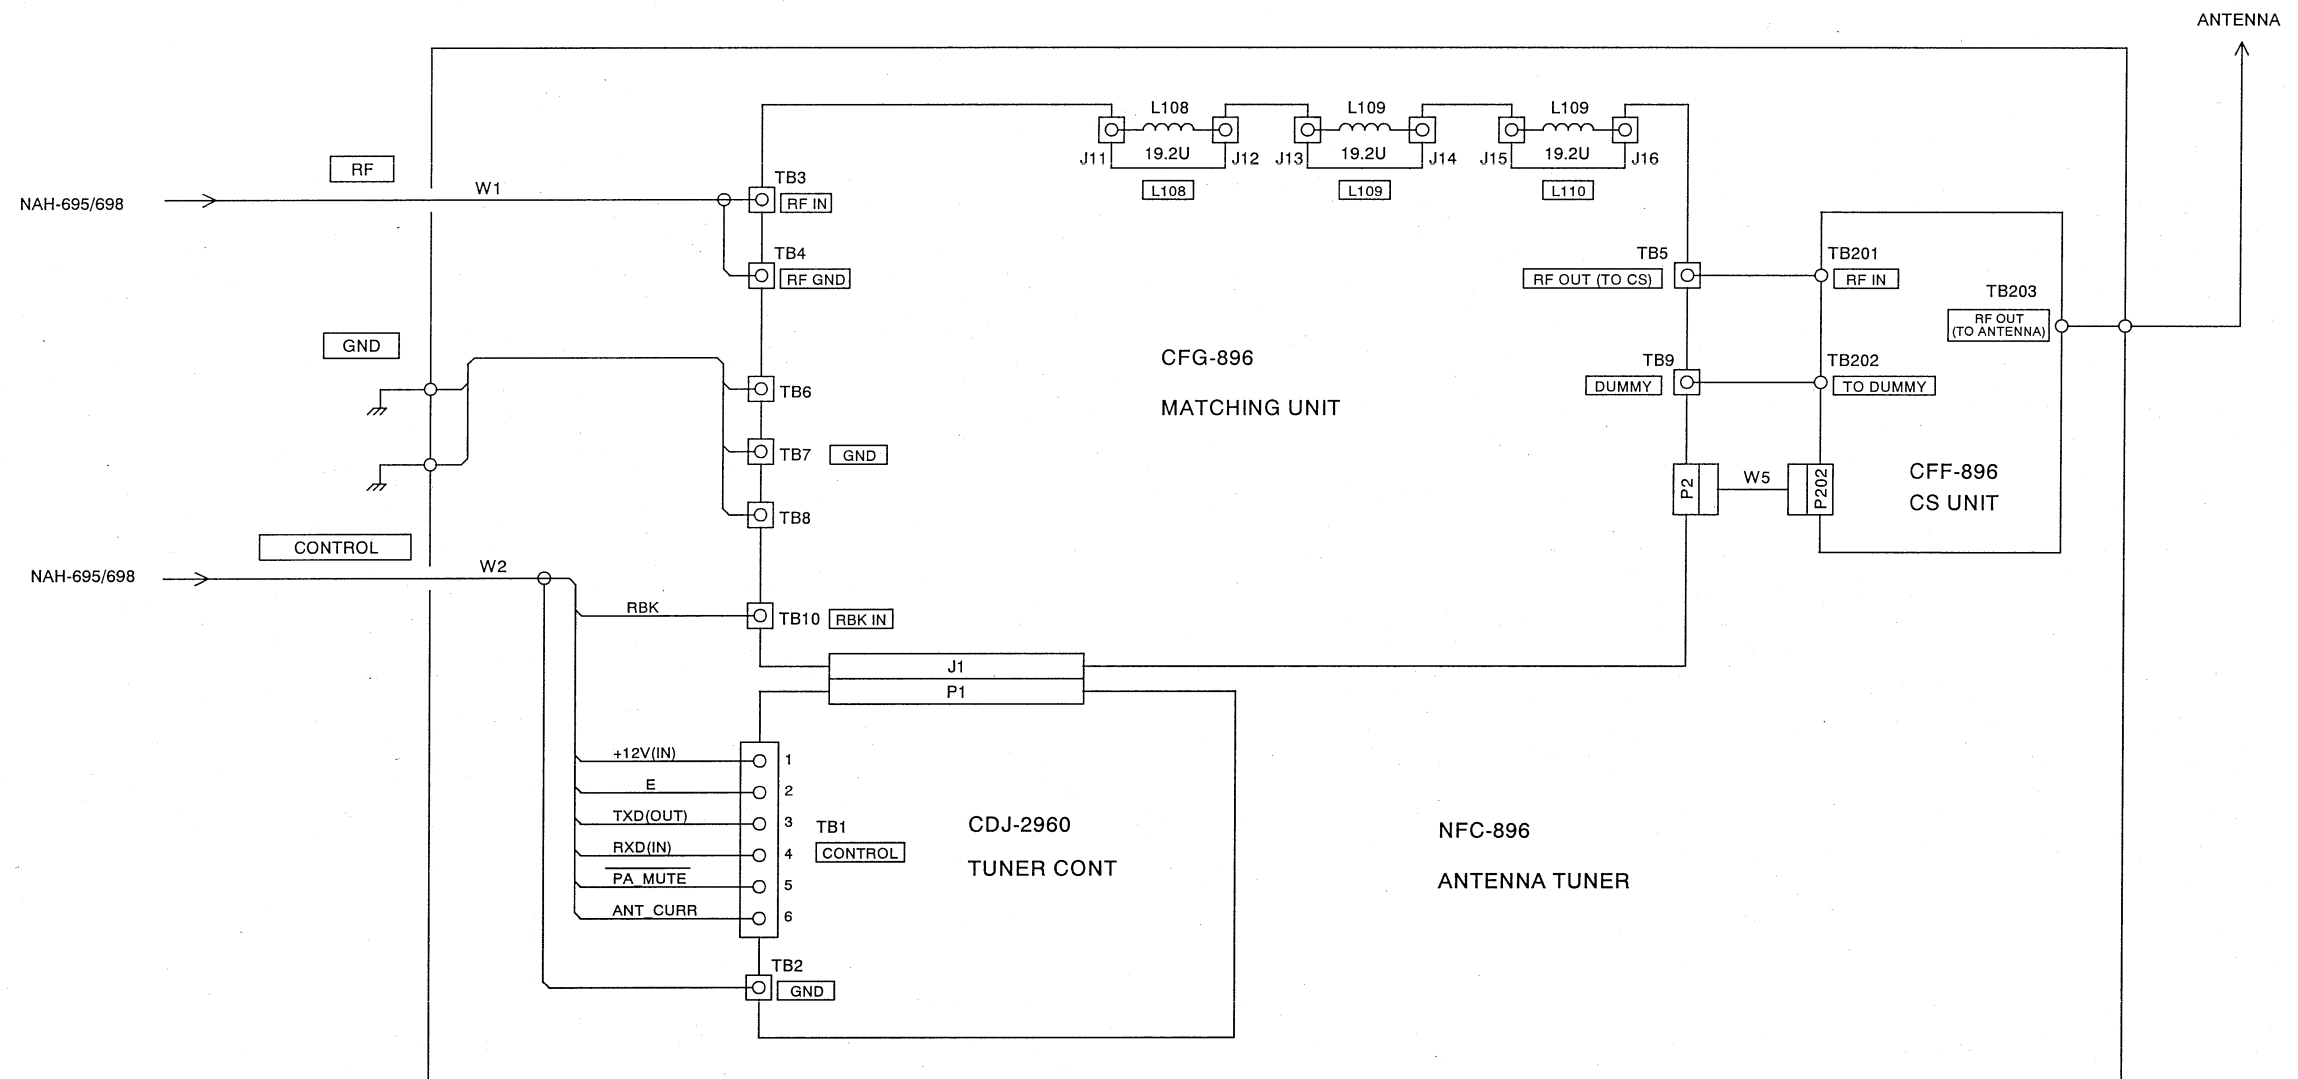 ANTENNA
L108
L109
L109
J11
19.2U
J12
J13
19.2U
J14
J15
19.2U
J16
L108
L109
L110
RF
NAH-695/698
W1
TB3
RF IN
TB4
RF GND
TB5
RF OUT (TO CS)
TB201
RF IN
TB203
RF OUT
(TO ANTENNA)
GND
CFG-896
MATCHING UNIT
TB9
DUMMY
TB202
TO DUMMY
TB6
TB7
GND
TB8
P2
W5
P202
CFF-896
CS UNIT
CONTROL
NAH-695/698
W2
RBK
TB10
RBK IN
J1
P1
+12V(IN)
1
E
2
TXD(OUT)
3
RXD(IN)
4
PA_MUTE
5
ANT_CURR
6
TB1
CONTROL
CDJ-2960
TUNER CONT
NFC-896
ANTENNA TUNER
TB2
GND